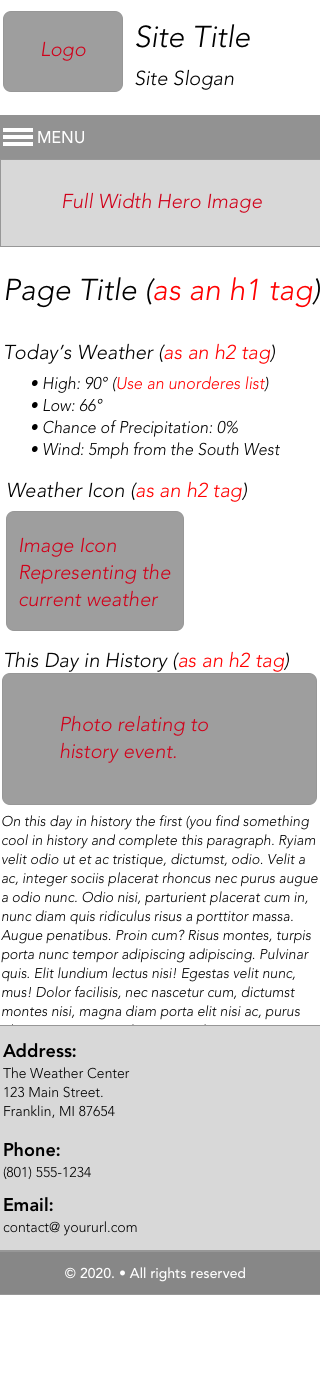 Logo
Site Title
Site Slogan
MENU
Full Width Hero Image
Page Title (as an h1 tag)
Today's Weather (as an h2 tag)
• High: 90° (Use an unorderes list)
• Low: 66°
• Chance of Precipitation: 0%
• Wind: 5mph from the South West
Weather Icon (as an h2 tag)
Image Icon
Representing the
current weather
This Day in History (as an h2 tag)
Photo relating to
history event.
On this day in history the first (you find something
cool in history and complete this paragraph. Ryiam
velit odio ut et ac tristique, dictumst, odio. Velit a
ac, integer sociis placerat rhoncus nec purus augue
a odio nunc. Odio nisi, parturient placerat cum in,
nunc diam quis ridiculus risus a porttitor massa.
Augue penatibus. Proin cum? Risus montes, turpis
porta nunc tempor adipiscing adipiscing. Pulvinar
quis. Elit lundium lectus nisi! Egestas velit nunc,
mus! Dolor facilisis, nec nascetur cum, dictumst
montes nisi, magna diam porta elit nisi ac, purus
Address:
The Weather Center
123 Main Street.
Franklin, MI 87654
Phone:
(801) 555-1234
Email:
contact@ yoururl.com
© 2020. • All rights reserved